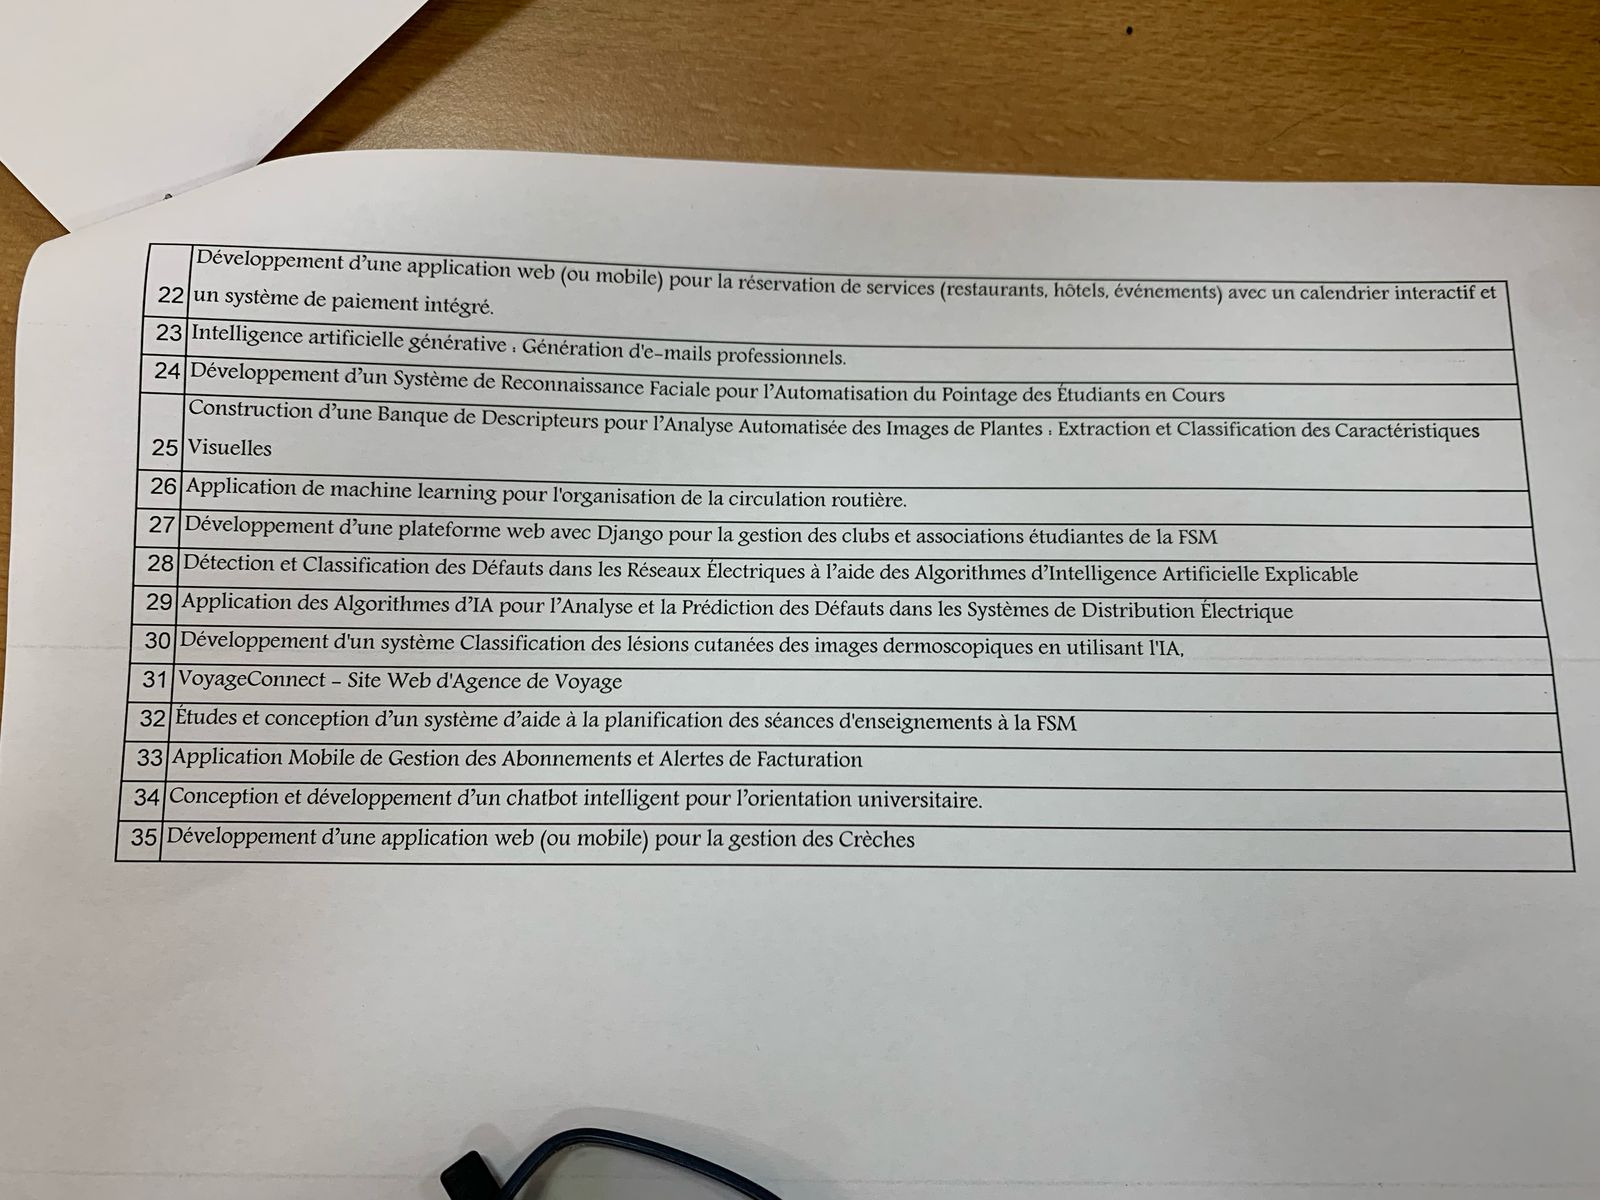 Développement d’une application web (ou mobile) pour la réservation de services (restaurants, hôtels, événements) avec un calendrier interactif et
22 un système de paiement intégré.
23 Intelligence artificielle générative : Génération d'e-mails professionnels.
24 Développement d’un Système de Reconnaissance Faciale pour l’Automatisation du Pointage des Étudiants en Cours
Construction d’une Banque de Descripteurs pour l’Analyse Automatisée des Images de Plantes : Extraction et Classification des Caractéristiques
25 Visuelles
26 Application de machine learning pour l'organisation de la circulation routière.
27 Développement d’une plateforme web avec Django pour la gestion des clubs et associations étudiantes de la FSM
28 Détection et Classification des Défauts dans les Réseaux Électriques à l’aide des Algorithmes d’Intelligence Artificielle Explicable
29 Application des Algorithmes d’IA pour l’Analyse et la Prédiction des Défauts dans les Systèmes de Distribution Électrique
30 Développement d'un système Classification des lésions cutanées des images dermoscopiques en utilisant l'IA,
31 VoyageConnect – Site Web d'Agence de Voyage
32 Études et conception d’un système d’aide à la planification des séances d'enseignements à la FSM
33 Application Mobile de Gestion des Abonnements et Alertes de Facturation
34 Conception et développement d’un chatbot intelligent pour l’orientation universitaire.
35 Développement d’une application web (ou mobile) pour la gestion des Crèches